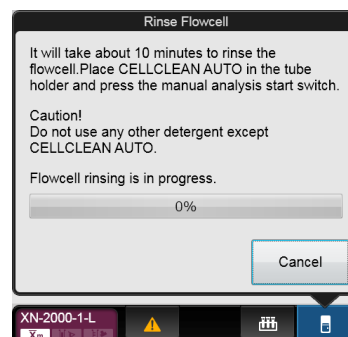 Rinse Flowcell
It will take about 10 minutes to rinse the
flowcell.Place CELLCLEAN AUTO in the tube
holder and press the manual analysis start switch.
Caution!
Do not use any other detergent except
CELLCLEAN AUTO.
Flowcell rinsing is in progress.
0%
Cancel
XN-2000-1-L